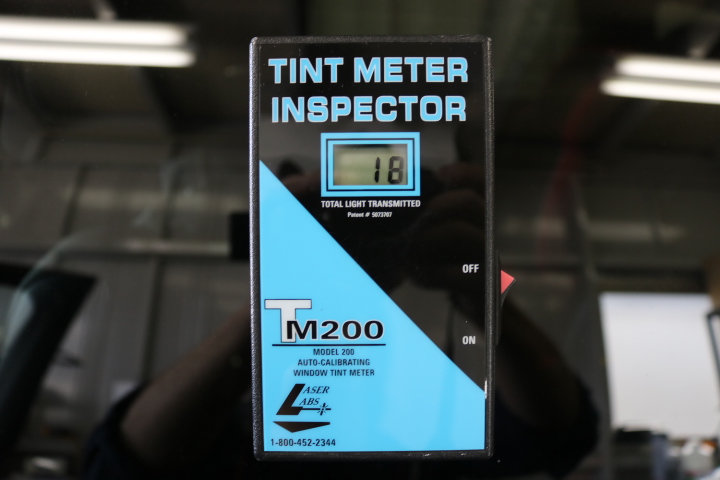 TINT METER
INSPECTOR
18
TOTAL LIGHT TRANSMITTED
Patent # 5073707
OFF
ON
TM200
MODEL 200
AUTO-CALIBRATING
WINDOW TINT METER
LASER
LABS
1-800-452-2344